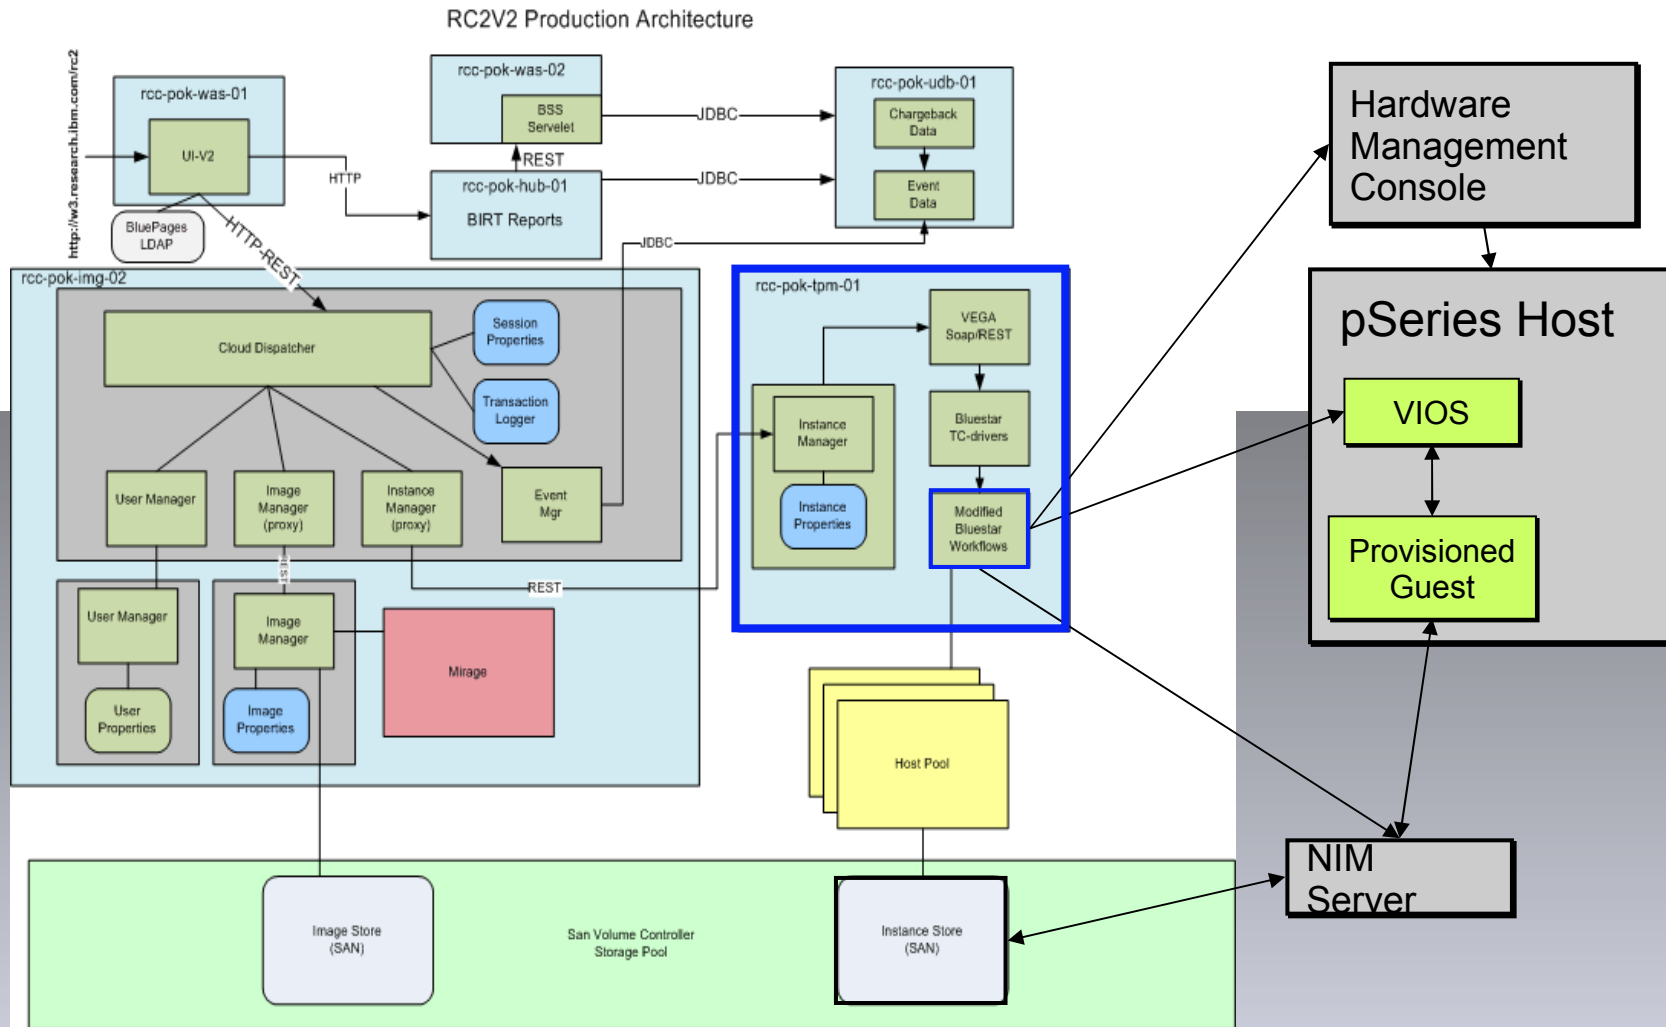 RC2V2 Production Architecture
http://w3.research.ibm.com/rc2
rcc-pok-was-01
UI-V2
BluePages
LDAP
HTTP
HTTP-REST
rcc-pok-was-02
BSS
Servelet
REST
rcc-pok-hub-01
BIRT Reports
JDBC
JDBC
JDBC
rcc-pok-udb-01
Chargeback
Data
Event
Data
rcc-pok-img-02
Cloud Dispatcher
Session
Properties
Transaction
Logger
User Manager
Image
Manager
(proxy)
Instance
Manager
(proxy)
Event
Mgr
REST
REST
User Manager
User
Properties
Image
Manager
Image
Properties
Mirage
rcc-pok-tpm-01
VEGA
Soap/REST
Instance
Manager
Instance
Properties
Bluestar
TC-drivers
Modified
Bluestar
Workflows
Host Pool
Image Store
(SAN)
San Volume Controller
Storage Pool
Instance Store
(SAN)
Hardware
Management
Console
pSeries Host
VIOS
Provisioned
Guest
NIM
Server